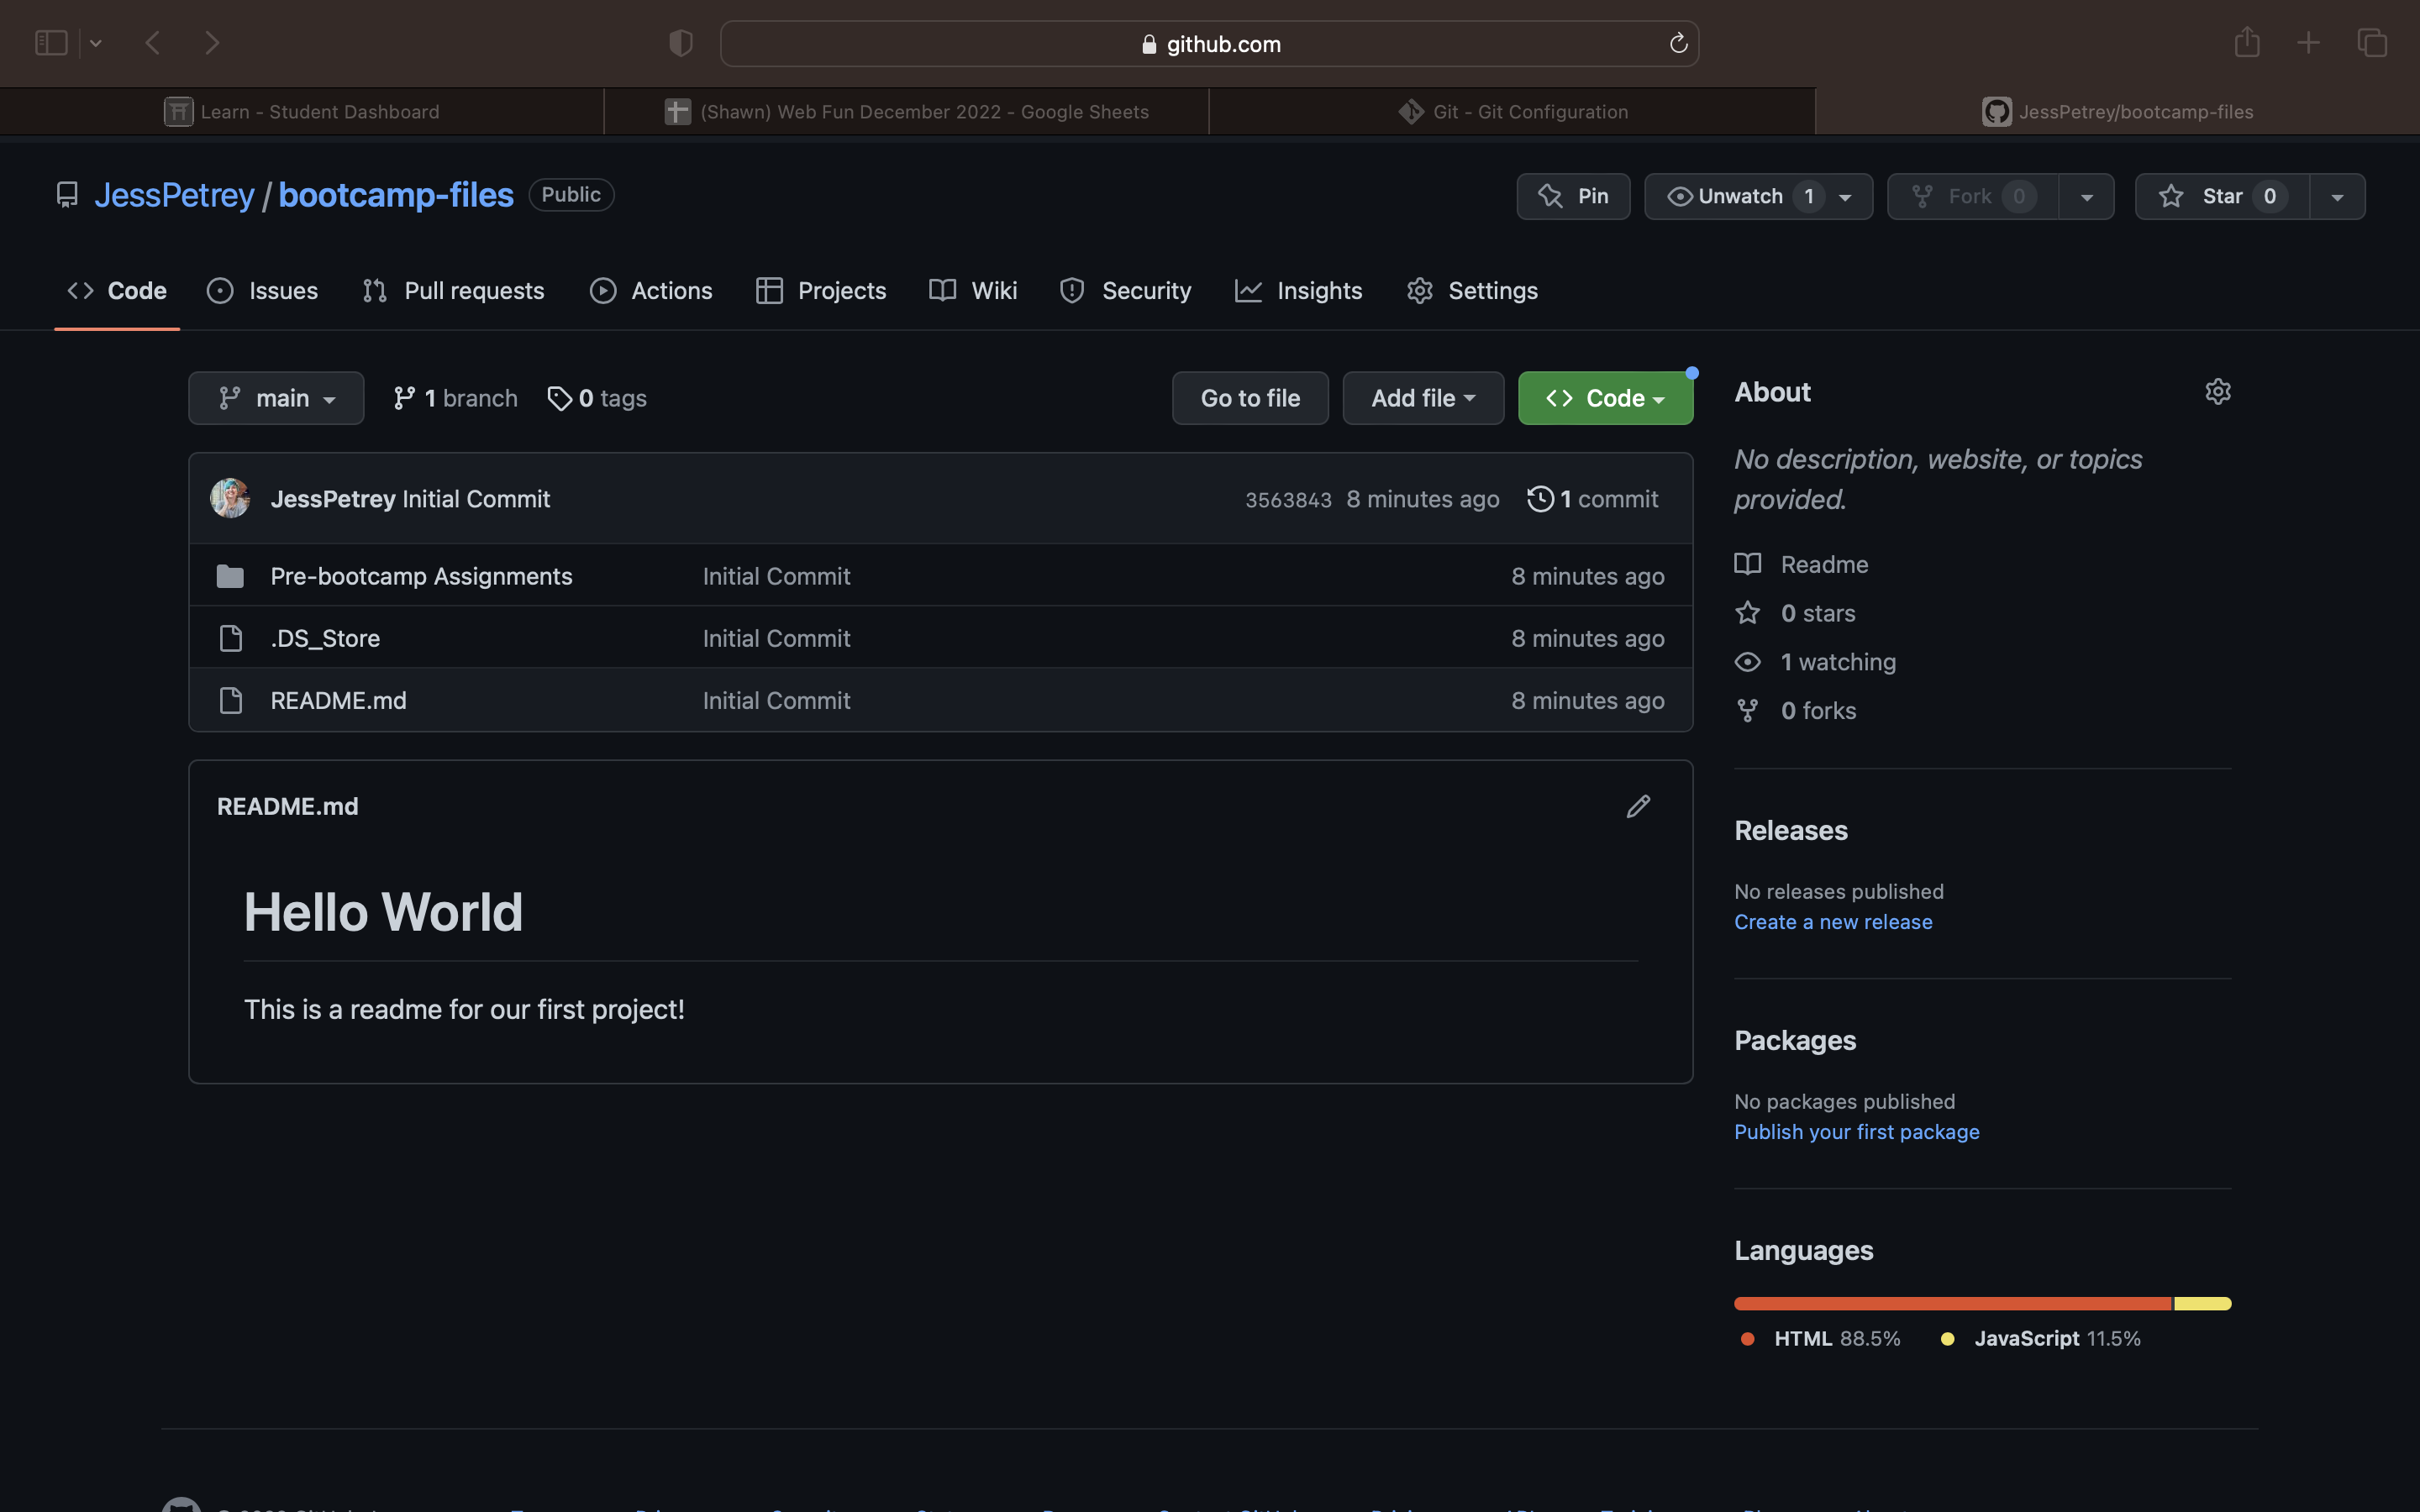 github.com
Learn - Student Dashboard
(Shawn) Web Fun December 2022 - Google Sheets
Git - Git Configuration
JessPetrey/bootcamp-files
JessPetrey / bootcamp-files Public
Pin
Unwatch 1
Fork 0
Star 0
Code
Issues
Pull requests
Actions
Projects
Wiki
Security
Insights
Settings
main
1 branch
0 tags
Go to file
Add file
Code
JessPetrey Initial Commit
3563843 8 minutes ago
1 commit
Pre-bootcamp Assignments Initial Commit 8 minutes ago
.DS_Store Initial Commit 8 minutes ago
README.md Initial Commit 8 minutes ago
README.md
Hello World
This is a readme for our first project!
About
No description, website, or topics
provided.
Readme
0 stars
1 watching
0 forks
Releases
No releases published
Create a new release
Packages
No packages published
Publish your first package
Languages
HTML 88.5%
JavaScript 11.5%